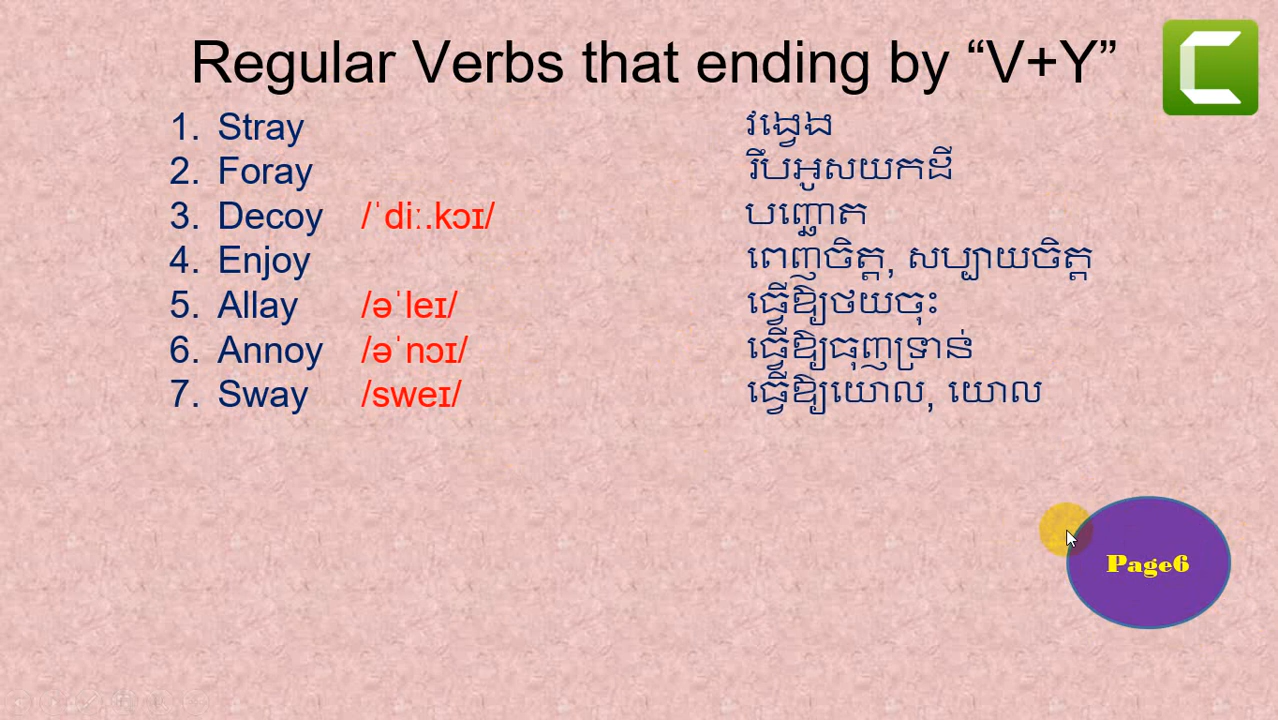 Regular Verbs that ending by “V+Y”
1. Stray វង្វេង
2. Foray រឹបអូសយកដី
3. Decoy /ˈdiː.kɔɪ/ បញ្ឆោត
4. Enjoy ពេញចិត្ត, សប្បាយចិត្ត
5. Allay /əˈleɪ/ ធ្វើឱ្យថយចុះ
6. Annoy /əˈnɔɪ/ ធ្វើឱ្យធុញទ្រាន់
7. Sway /sweɪ/ ធ្វើឱ្យយោល, យោល
Page6